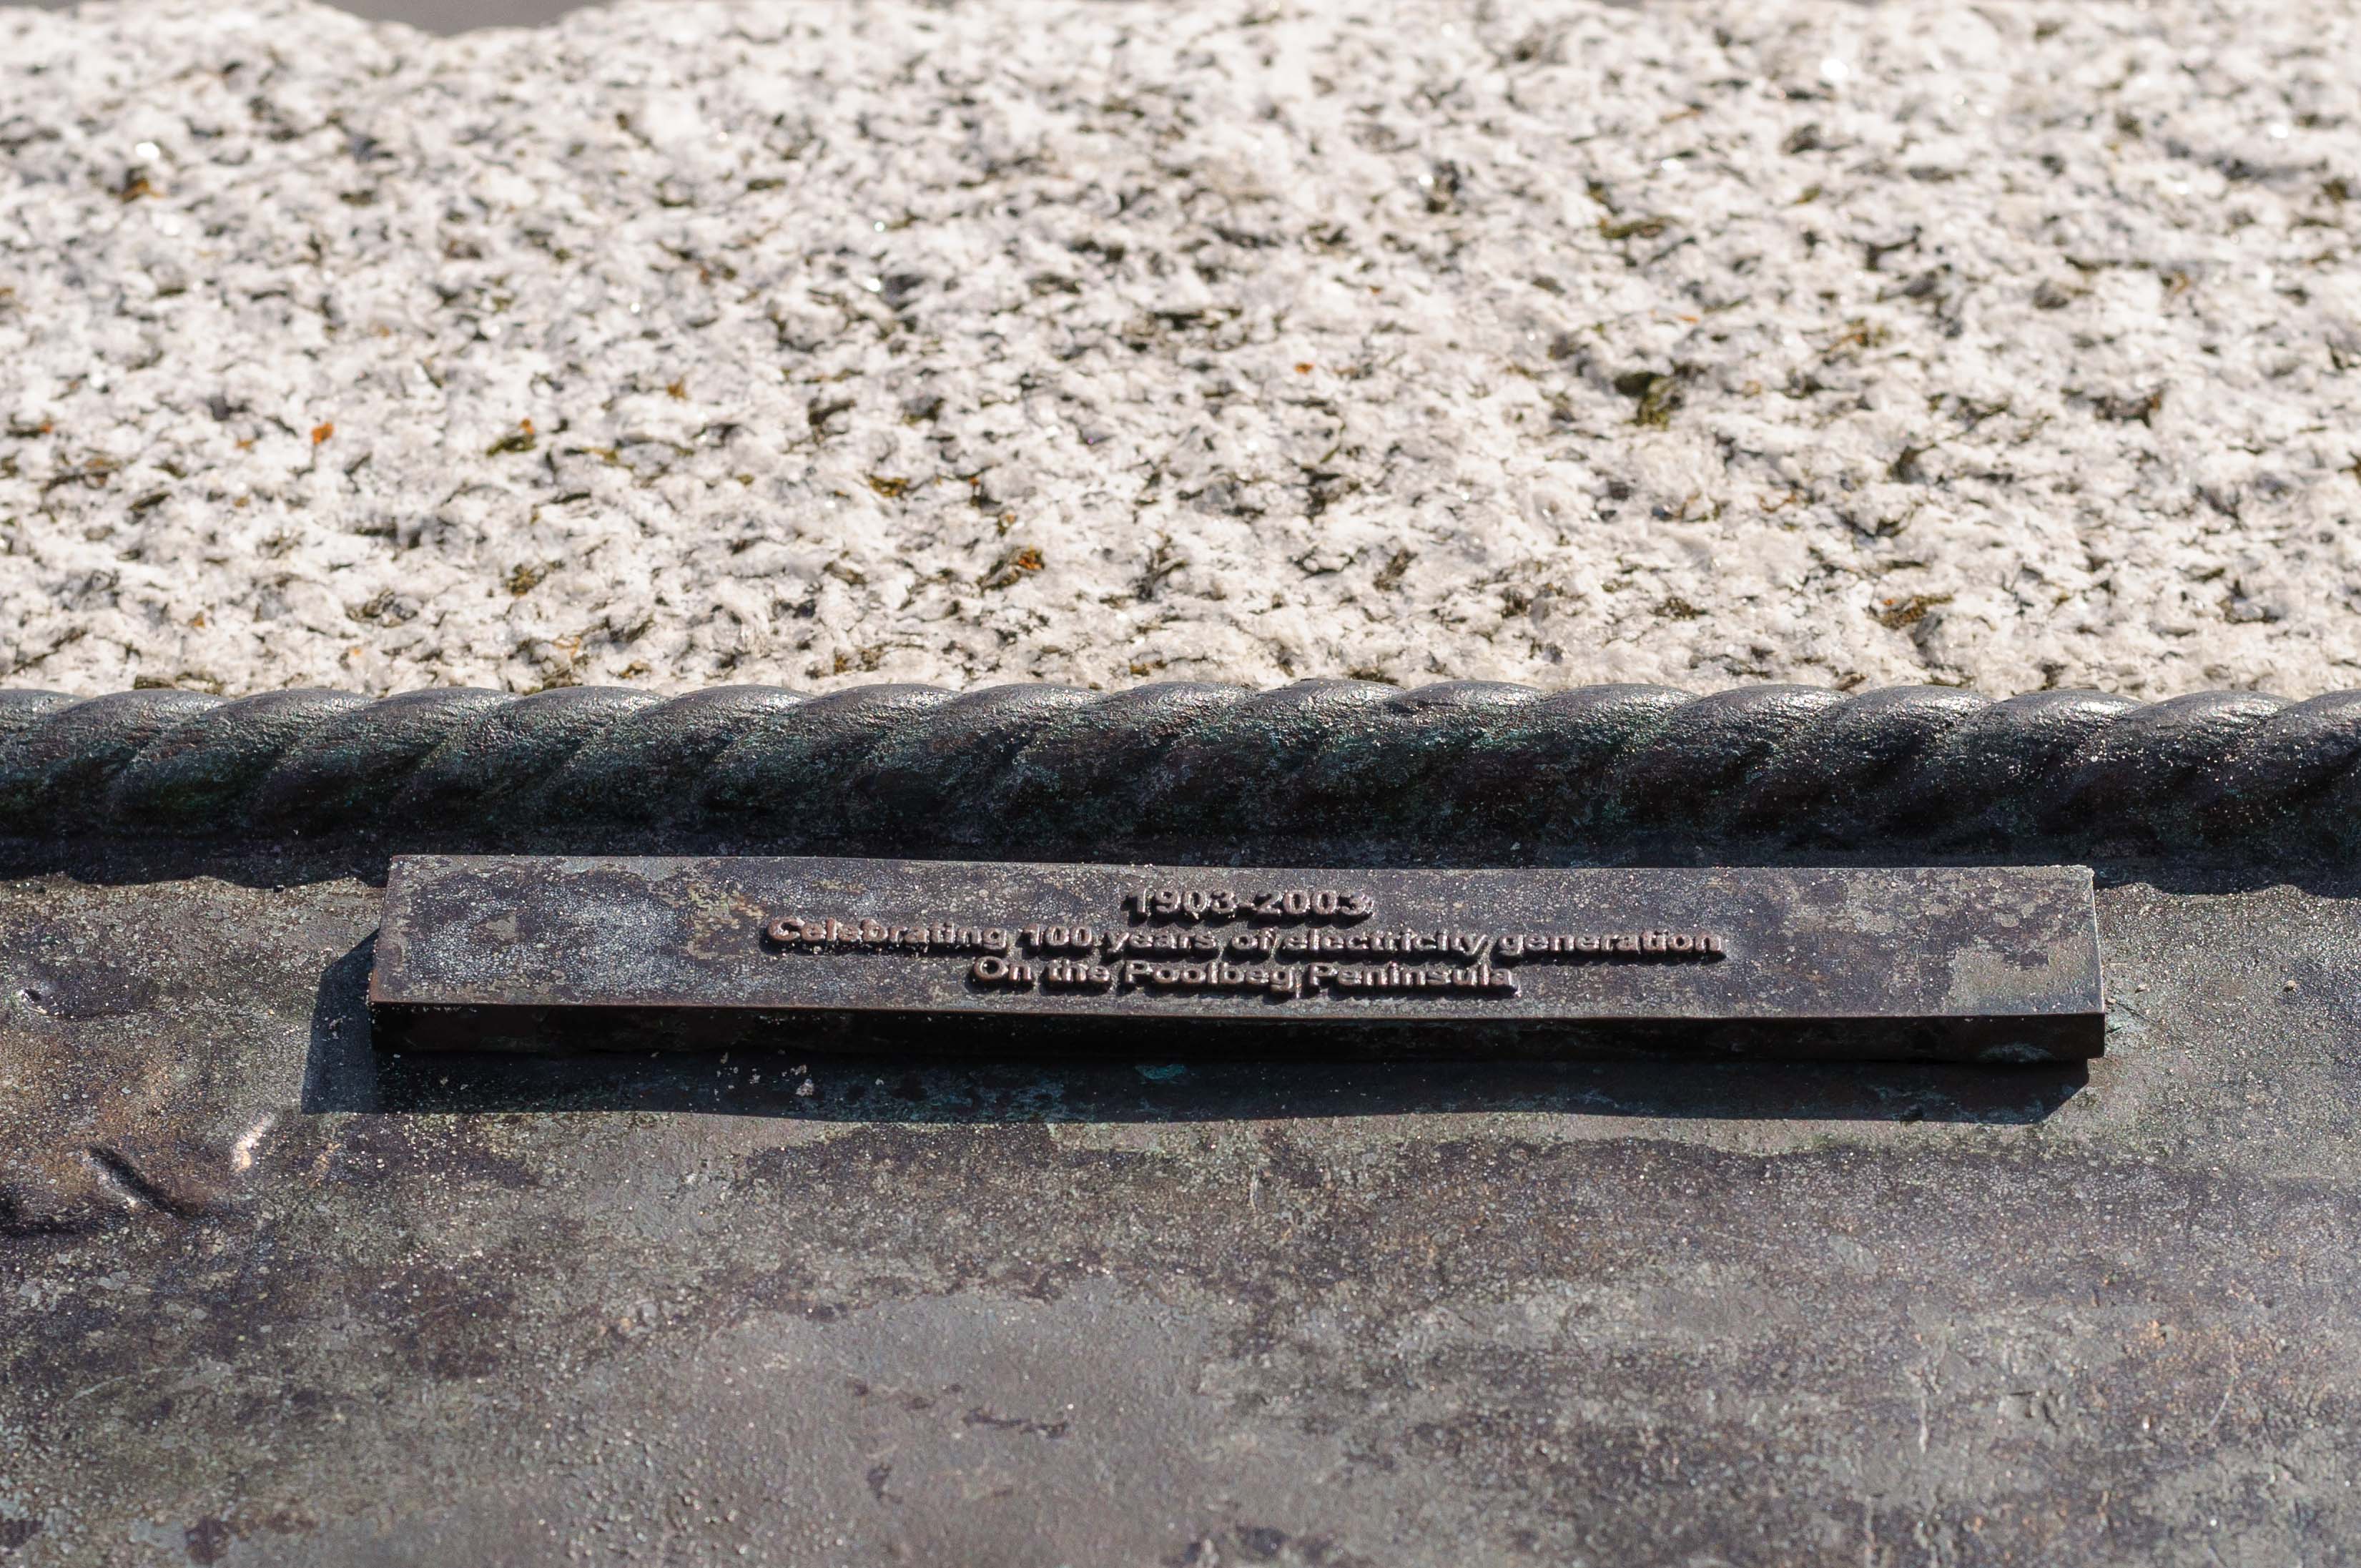 1903-2003
Celebrating 100 years of electricity generation
On the Poolbeg Peninsula